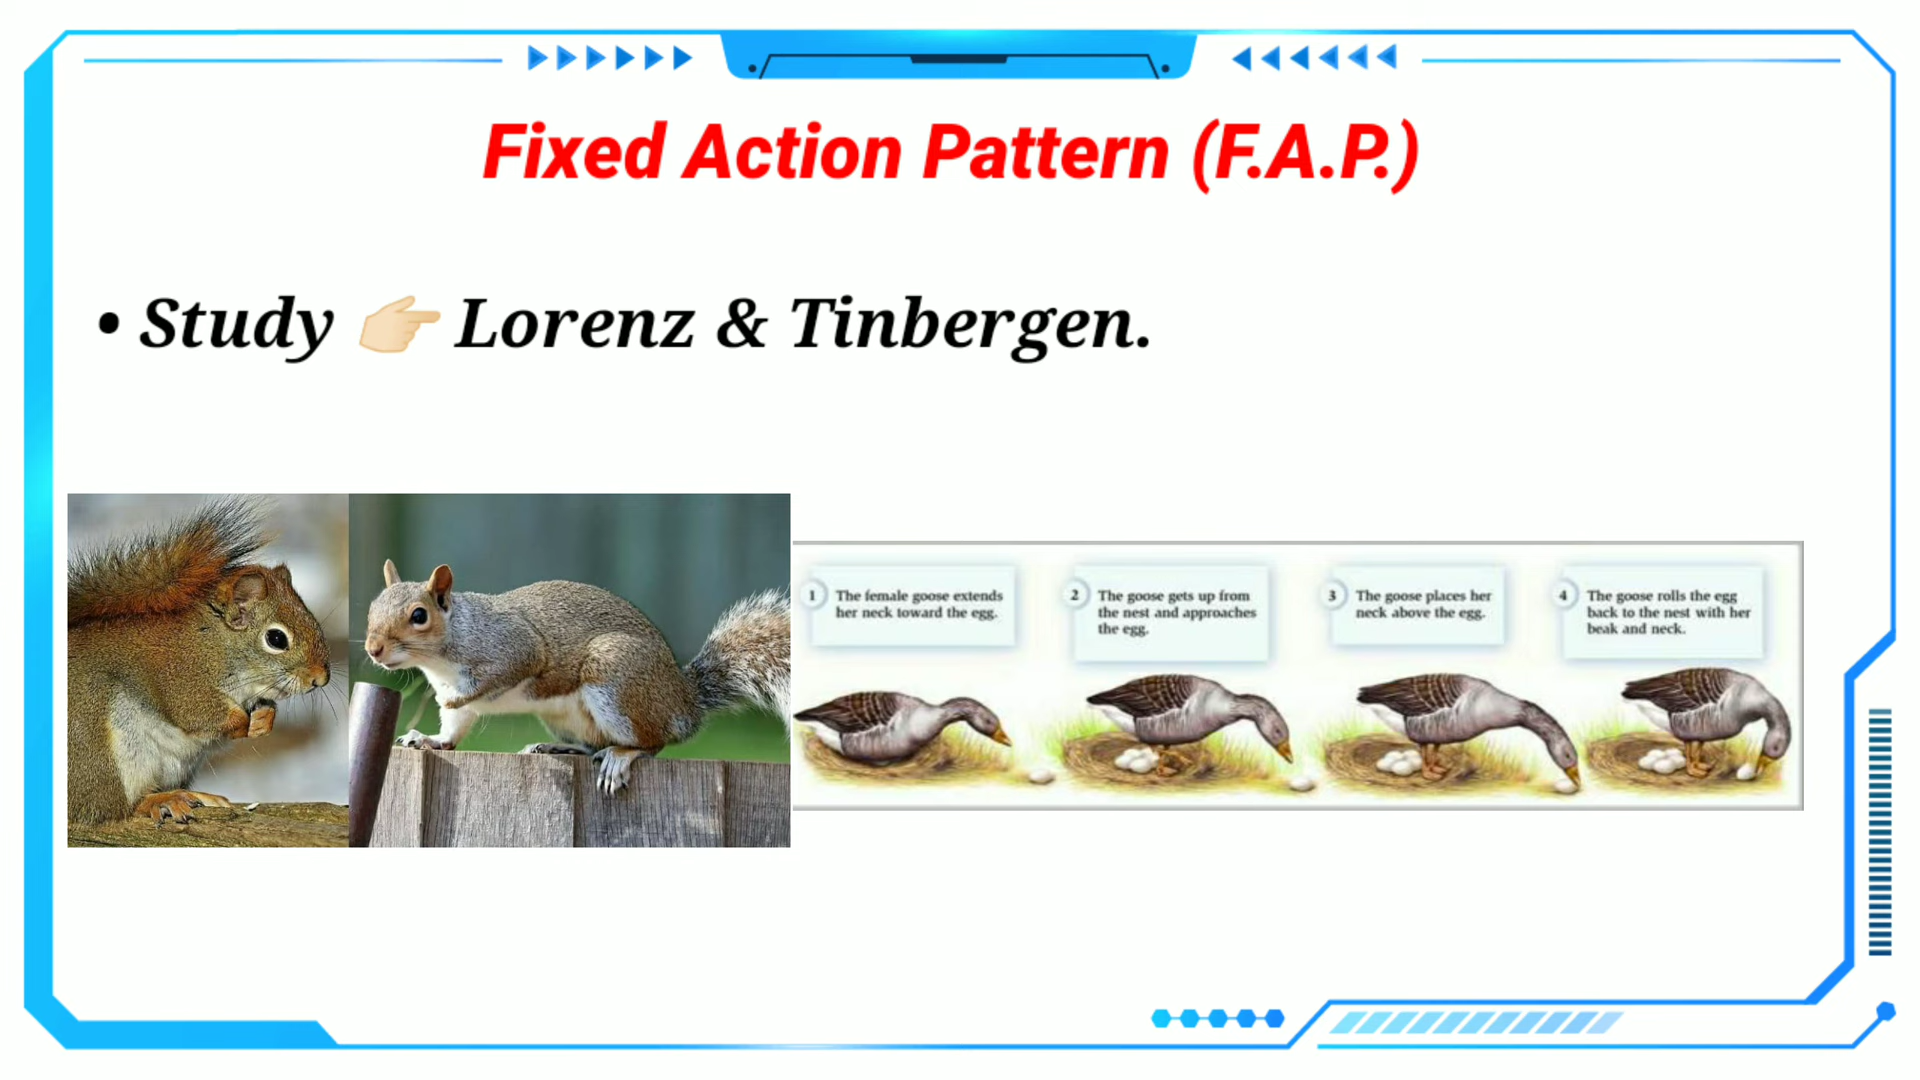 Fixed Action Pattern (F.A.P.)
• Study 👉🏻 Lorenz & Tinbergen.
1 The female goose extends
her neck toward the egg.
2 The goose gets up from
the nest and approaches
the egg.
3 The goose places her
neck above the egg.
4 The goose rolls the egg
back to the nest with her
beak and neck.